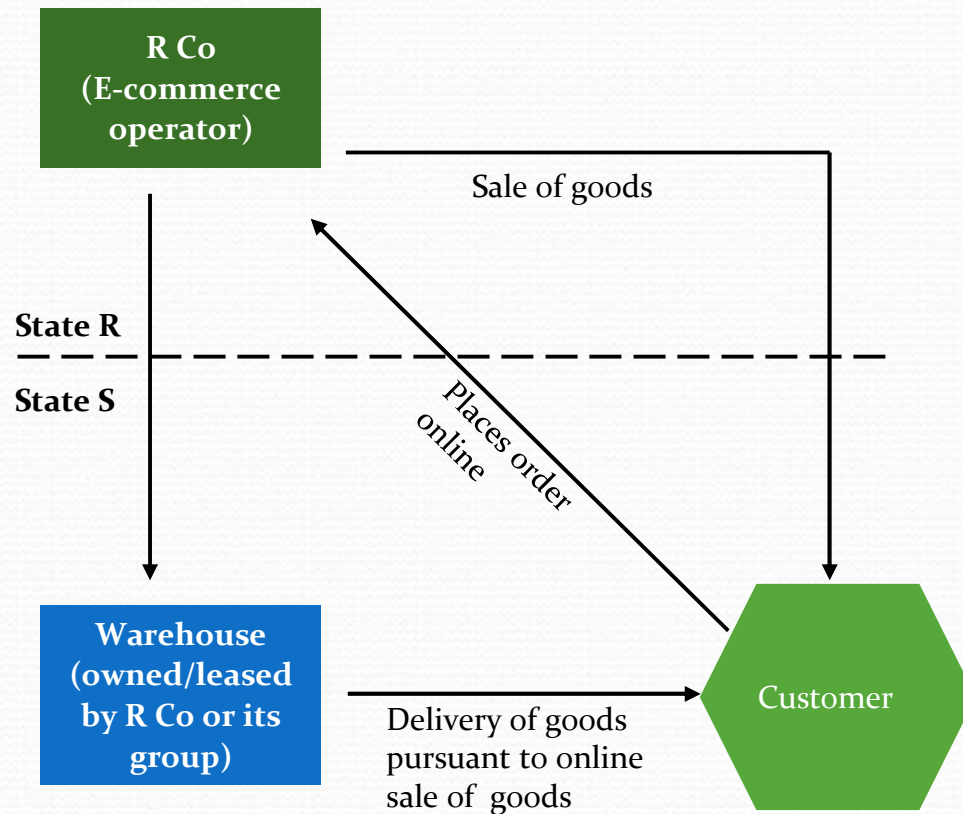 R Co
(E-commerce
operator)
Sale of goods
State R
State S
Places order
online
Warehouse
(owned/leased
by R Co or its
group)
Delivery of goods
pursuant to online
sale of goods
Customer